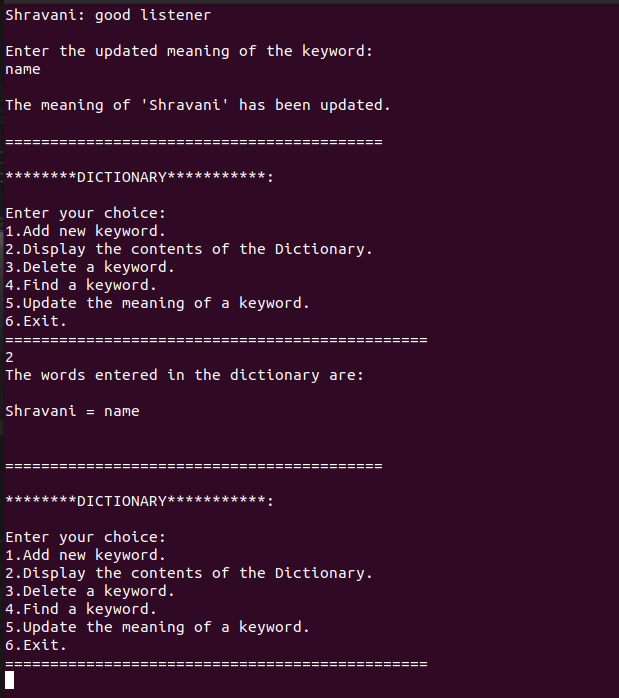 Shravani: good listener
Enter the updated meaning of the keyword:
name
The meaning of 'Shravani' has been updated.
==========================================
********DICTIONARY***********:
Enter your choice:
1.Add new keyword.
2.Display the contents of the Dictionary.
3.Delete a keyword.
4.Find a keyword.
5.Update the meaning of a keyword.
6.Exit.
===============================================
2
The words entered in the dictionary are:
Shravani = name
==========================================
********DICTIONARY***********:
Enter your choice:
1.Add new keyword.
2.Display the contents of the Dictionary.
3.Delete a keyword.
4.Find a keyword.
5.Update the meaning of a keyword.
6.Exit.
===============================================